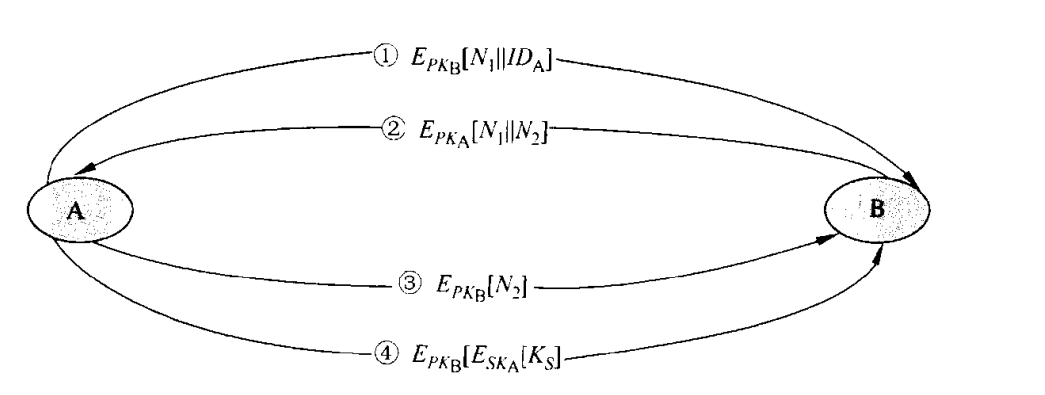 ① E_{PK_B}[N_1||ID_A]
② E_{PK_A}[N_1||N_2]
A
B
③ E_{PK_B}[N_2]
④ E_{PK_B}[E_{SK_A}[K_S]